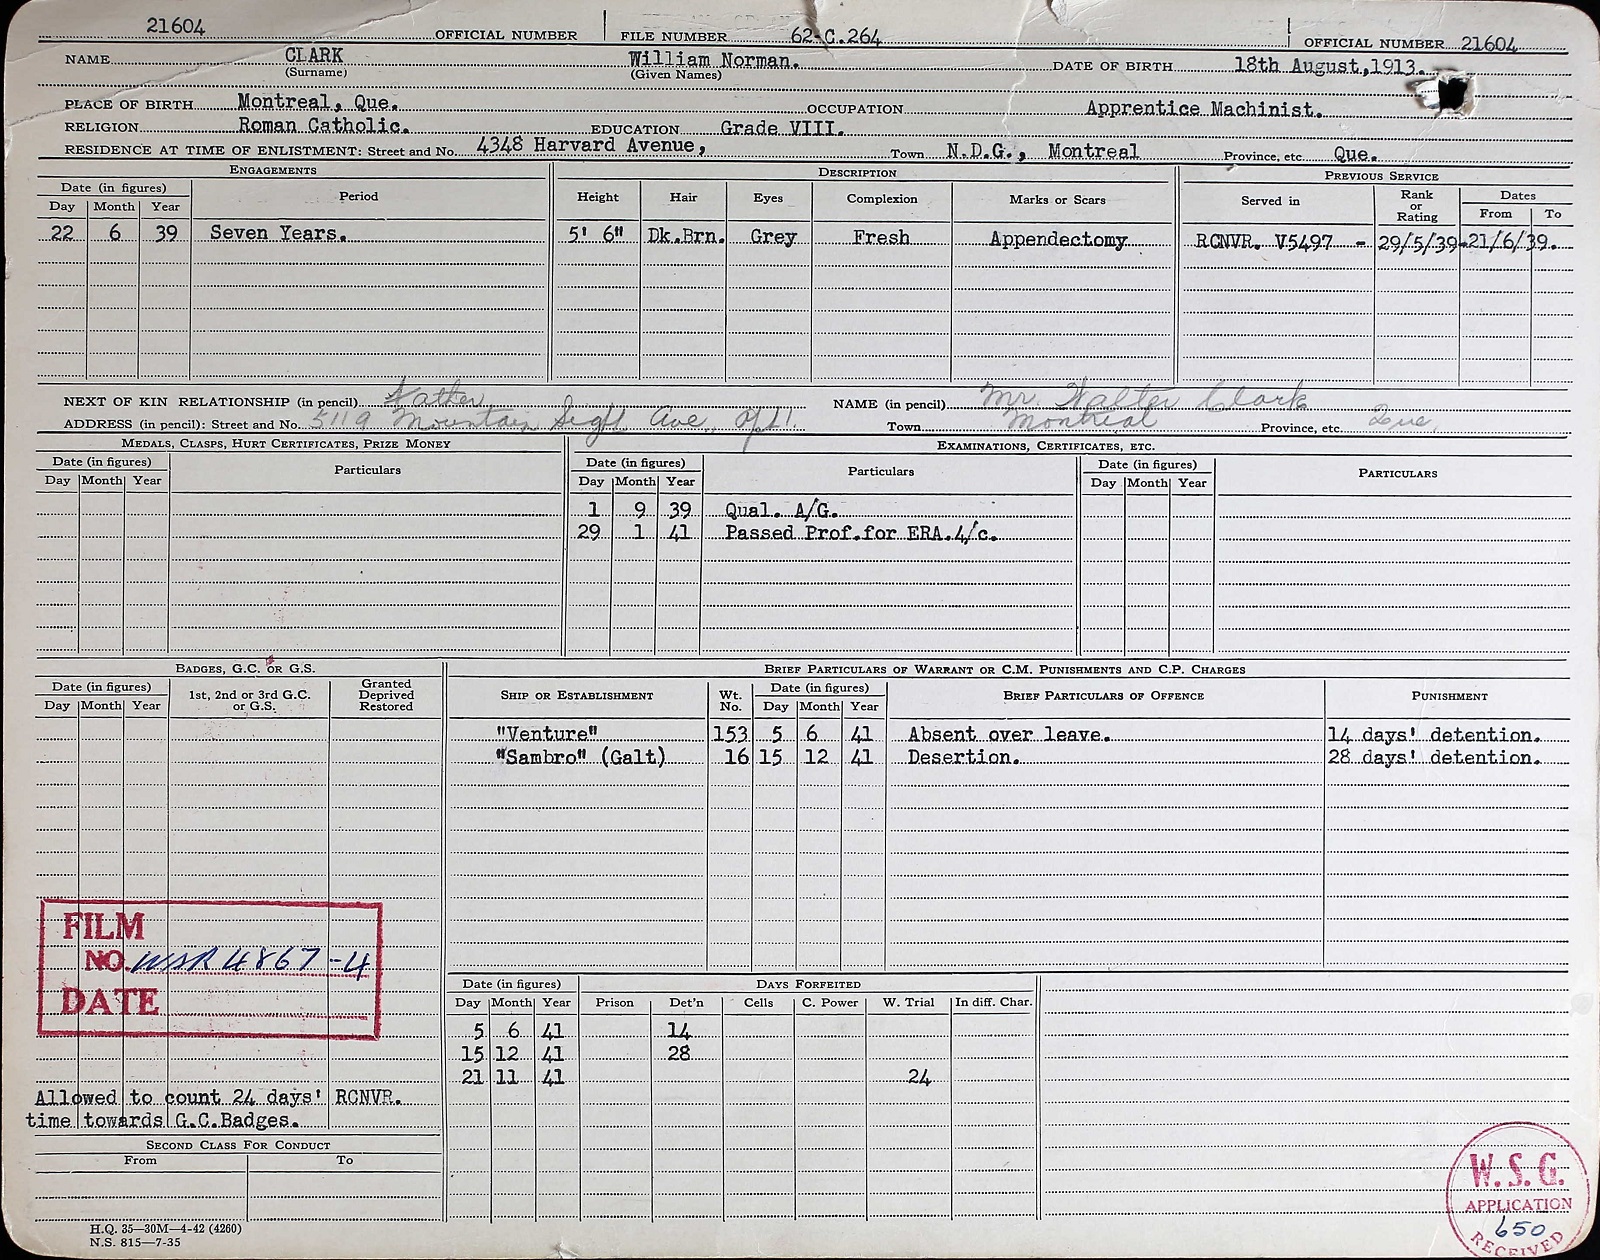 21604 OFFICIAL NUMBER FILE NUMBER 62-C.264 OFFICIAL NUMBER 21604
NAME CLARK William Norman. DATE OF BIRTH 18th August, 1913.
(Surname) (Given Names)
PLACE OF BIRTH Montreal, Que. OCCUPATION Apprentice Machinist.
RELIGION Roman Catholic. EDUCATION Grade VIII.
RESIDENCE AT TIME OF ENLISTMENT: Street and No. 4348 Harvard Avenue, Town N.D.G., Montreal Province, etc. Que.
ENGAGEMENTS DESCRIPTION PREVIOUS SERVICE
Date (in figures) Period Height Hair Eyes Complexion Marks or Scars Served in Rank or Rating Dates
Day Month Year From To
22 6 39 Seven Years. 5' 6" Dk.Brn. Grey Fresh Appendectomy RCNVR. V5497 - 29/5/39-21/6/39.
NEXT OF KIN RELATIONSHIP (in pencil) Father NAME (in pencil) Mr. Walter Clark
ADDRESS (in pencil): Street and No. 5119 Mountain Sight Ave., Apt 1. Town Montreal Province, etc. Que.
MEDALS, CLASPS, HURT CERTIFICATES, PRIZE MONEY EXAMINATIONS, CERTIFICATES, ETC.
Date (in figures) Particulars Date (in figures) Particulars Date (in figures) PARTICULARS
Day Month Year Day Month Year Day Month Year
1 9 39 Qual. A/G.
29 1 41 Passed Prof.for ERA.4/c.
BADGES, G.C. OR G.S. BRIEF PARTICULARS OF WARRANT OR C.M. PUNISHMENTS AND C.P. CHARGES
Date (in figures) 1st, 2nd or 3rd G.C. or G.S. Granted Deprived Restored SHIP OR ESTABLISHMENT Wt. No. Date (in figures) BRIEF PARTICULARS OF OFFENCE PUNISHMENT
Day Month Year Day Month Year
"Venture" 153 5 6 41 Absent over leave. 14 days' detention.
"Sambro" (Galt) 16 15 12 41 Desertion. 28 days' detention.
FILM
NO. WSR 4867-4
DATE
Date (in figures) DAYS FORFEITED
Day Month Year Prison Det'n Cells C. Power W. Trial In diff. Char.
5 6 41 14
15 12 41 28
21 11 41 24
Allowed to count 24 days' RCNVR.
time towards G.C.Badges.
SECOND CLASS FOR CONDUCT
From To
H.Q. 35—30M—4-42 (4260)
N.S. 815—7-35
W.S.G.
APPLICATION
650
RECEIVED